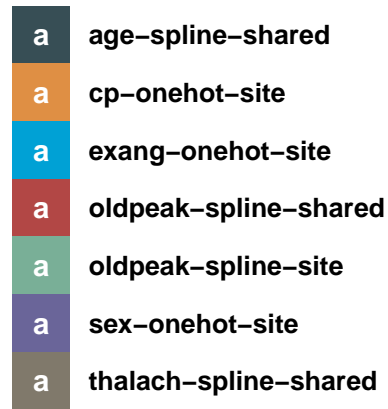 a age−spline−shared
a cp−onehot−site
a exang−onehot−site
a oldpeak−spline−shared
a oldpeak−spline−site
a sex−onehot−site
a thalach−spline−shared